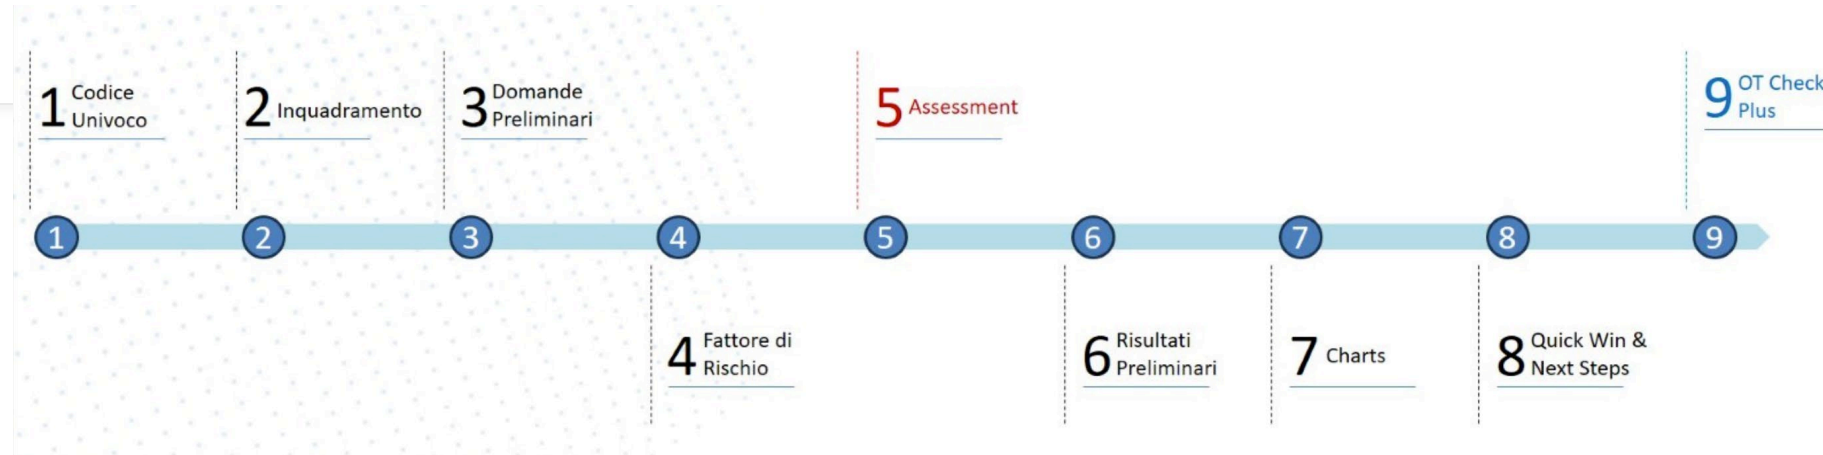 1 Codice
Univoco
2 Inquadramento
3 Domande
Preliminari
5 Assessment
9 OT Check
Plus
1 2 3 4 5 6 7 8 9
4 Fattore di
Rischio
6 Risultati
Preliminari
7 Charts
8 Quick Win &
Next Steps